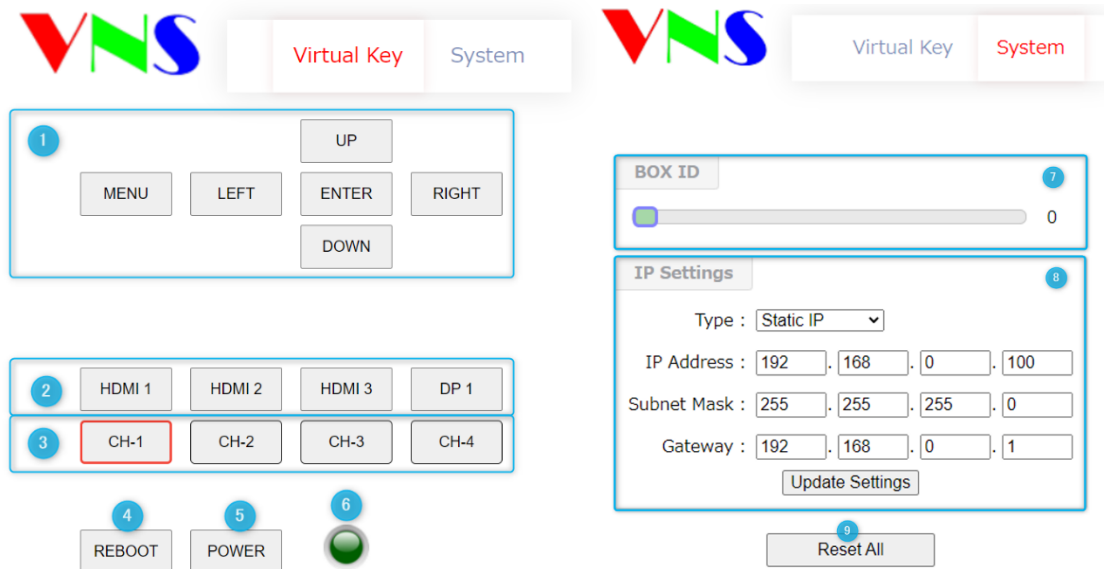 VNS
Virtual Key System
1
UP
MENU LEFT ENTER RIGHT
DOWN
2 HDMI 1 HDMI 2 HDMI 3 DP 1
3 CH-1 CH-2 CH-3 CH-4
4 5 6
REBOOT POWER
VNS
Virtual Key System
BOX ID 7
0
IP Settings 8
Type : Static IP
IP Address : 192 . 168 . 0 . 100
Subnet Mask : 255 . 255 . 255 . 0
Gateway : 192 . 168 . 0 . 1
Update Settings
9
Reset All